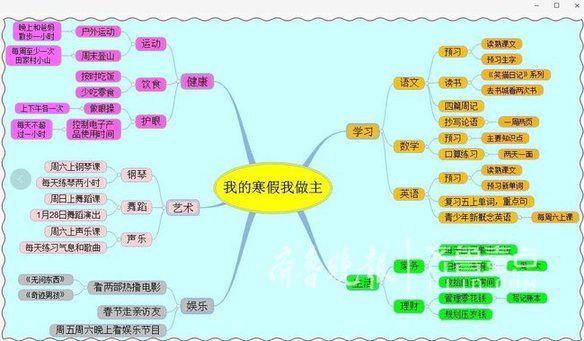 我的寒假我做主
健康
运动
户外运动
晚上和爸妈
散步一小时
周末登山
每周至少一次
田家村小山
饮食
按时吃饭
少吃零食
护眼
做眼操
上下午各一次
控制电子产
品使用时间
每天不超
过一小时
艺术
钢琴
周六上钢琴课
每天练琴两小时
舞蹈
周日上舞蹈课
1月28日舞蹈演出
声乐
周六上声乐课
每天练习气息和歌曲
娱乐
看两部热播电影
《无问东西》
《奇迹男孩》
春节走亲访友
周五周六晚上看娱乐节目
学习
语文
预习
读熟课文
预习生字
读书
《笑猫日记》系列
去书城看两次书
四篇周记
抄写论语
一周两页
数学
预习
主要知识点
口算练习
两天一面
英语
预习
读熟课文
预习新单词
复习五上单词，重点句
青少年新概念英语
每周六上课
生活
家务
理财
管理零花钱
写记账本
规划压岁钱
齐鲁晚报